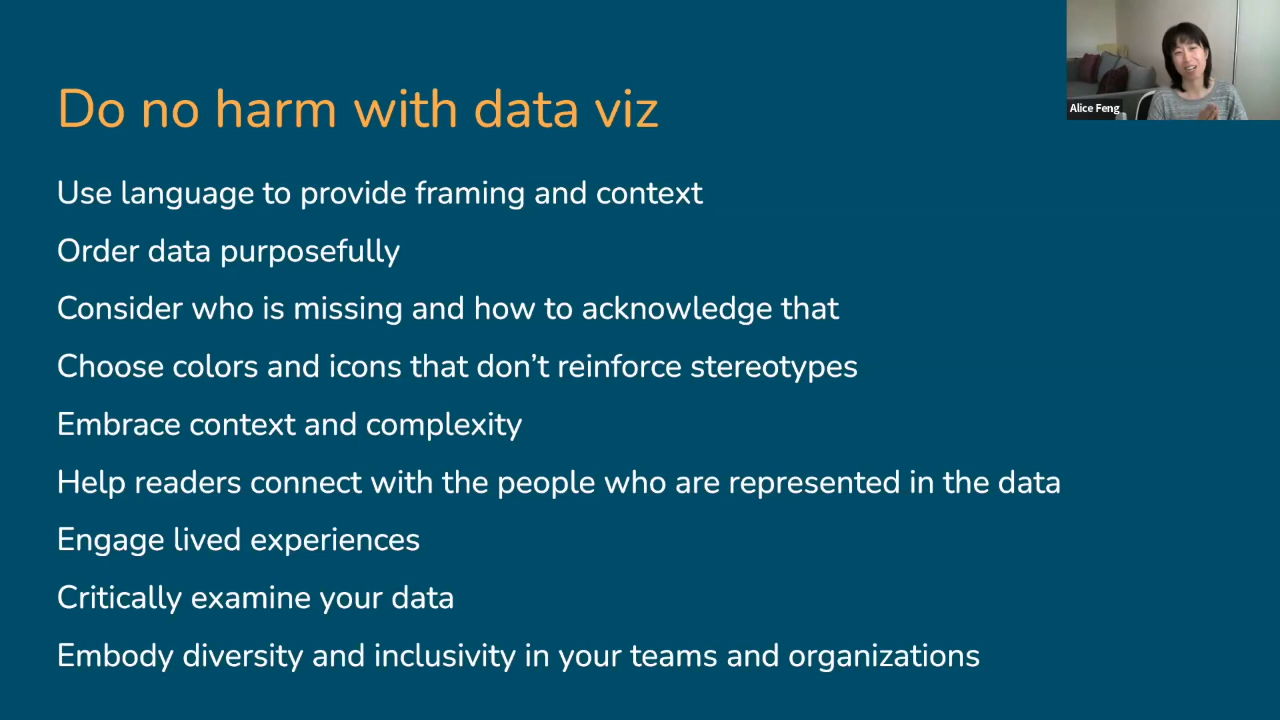 Do no harm with data viz
Alice Feng
Use language to provide framing and context
Order data purposefully
Consider who is missing and how to acknowledge that
Choose colors and icons that don’t reinforce stereotypes
Embrace context and complexity
Help readers connect with the people who are represented in the data
Engage lived experiences
Critically examine your data
Embody diversity and inclusivity in your teams and organizations